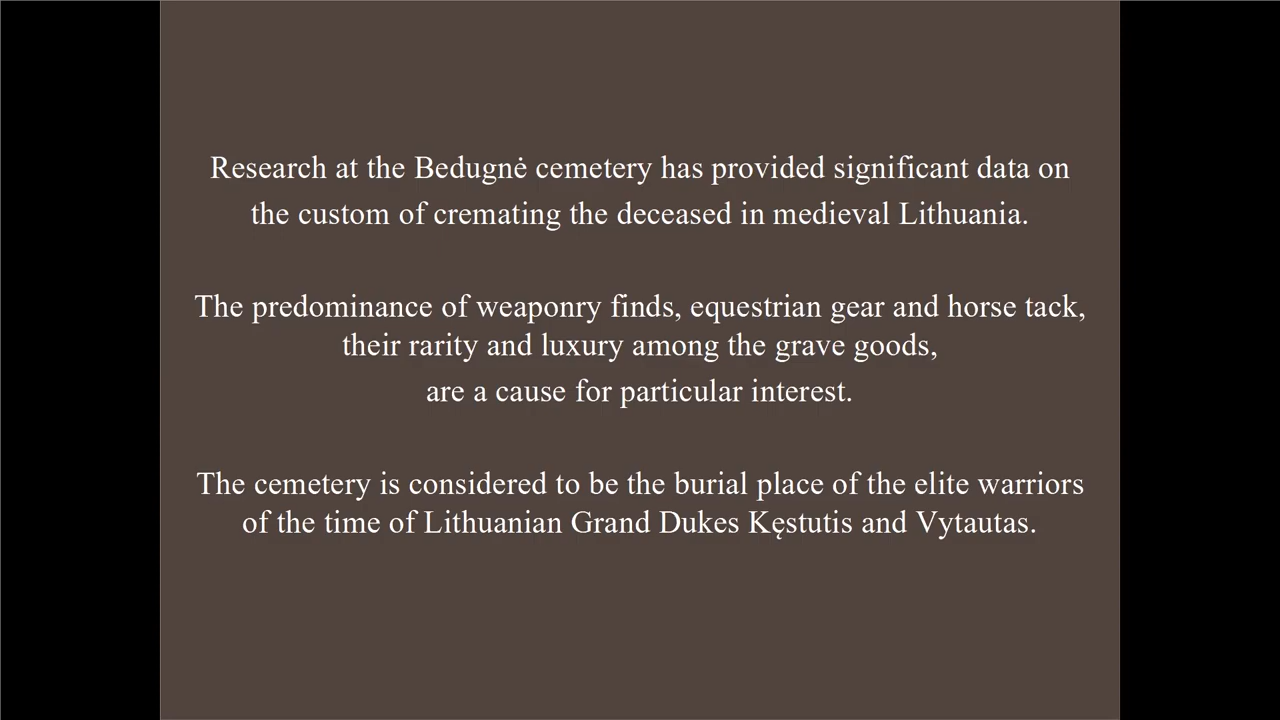 Research at the Bedugnė cemetery has provided significant data on
the custom of cremating the deceased in medieval Lithuania.
The predominance of weaponry finds, equestrian gear and horse tack,
their rarity and luxury among the grave goods,
are a cause for particular interest.
The cemetery is considered to be the burial place of the elite warriors
of the time of Lithuanian Grand Dukes Kęstutis and Vytautas.